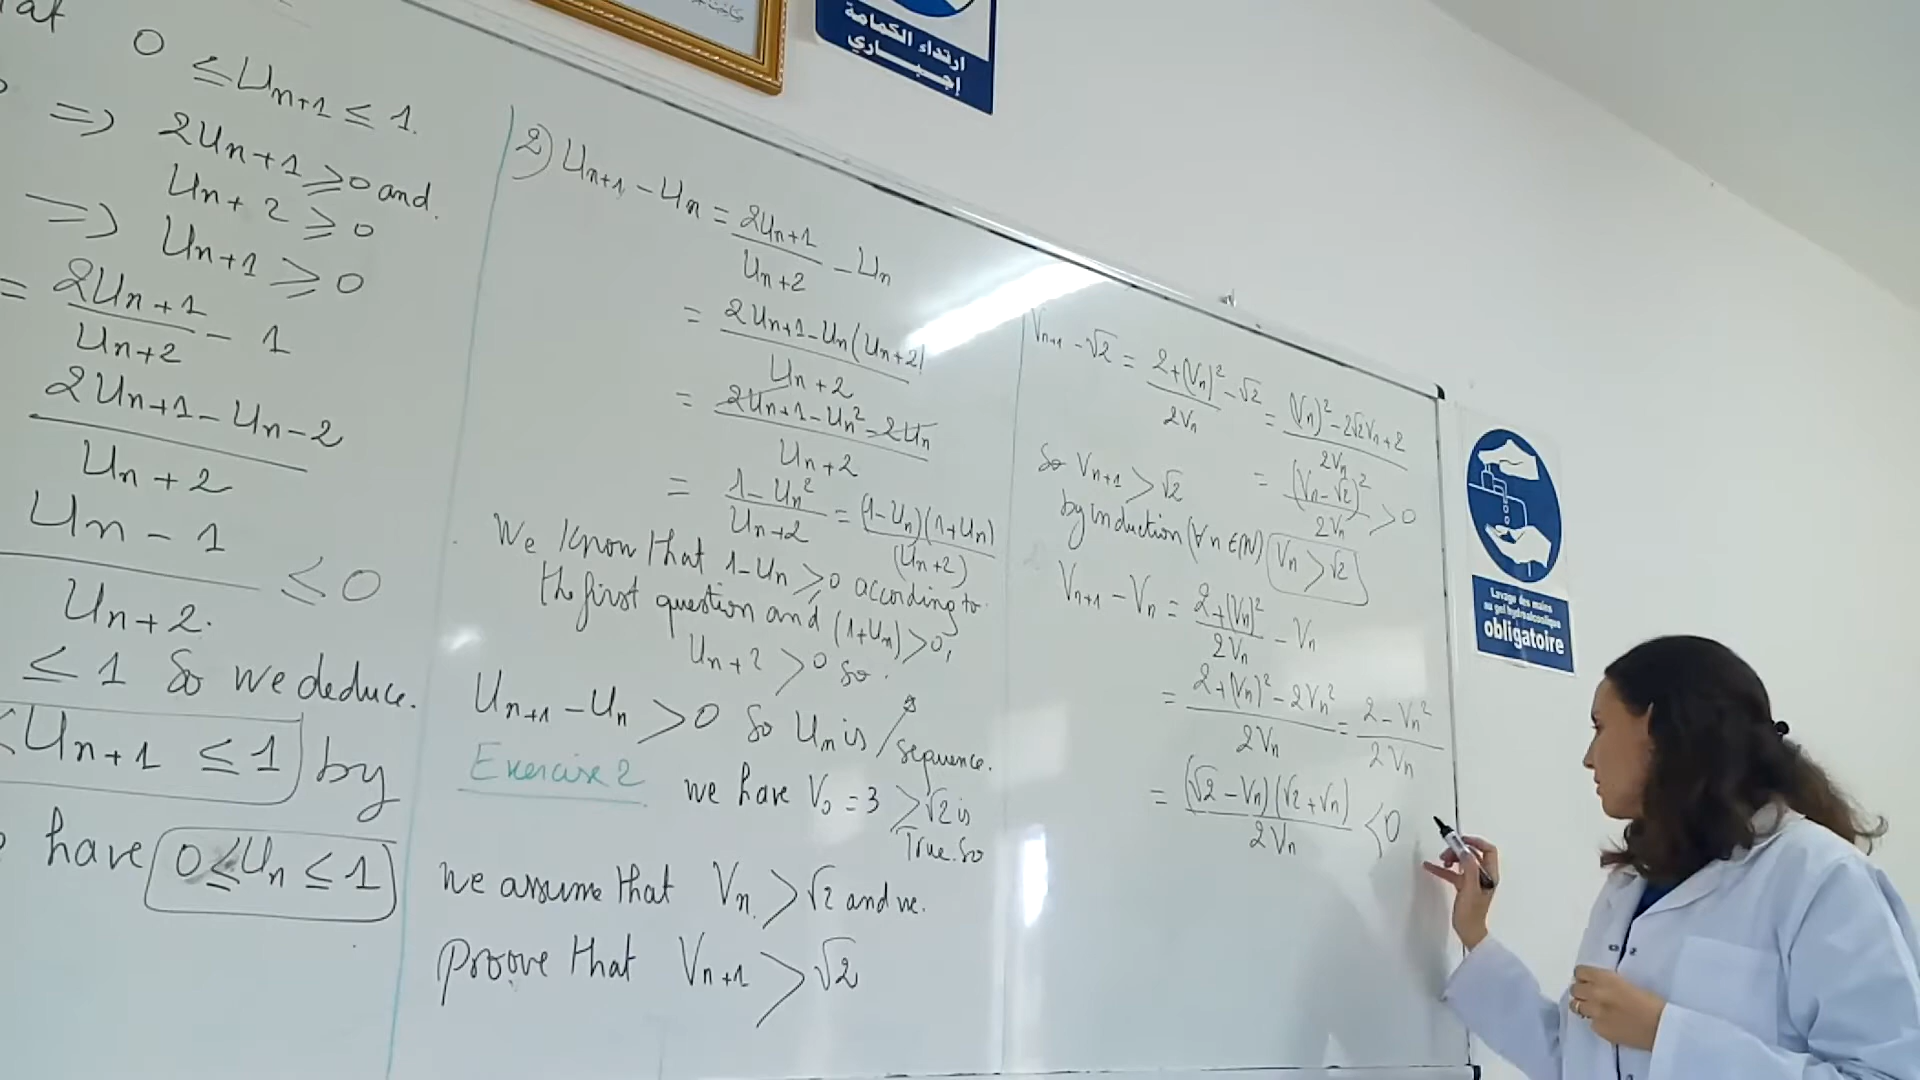 0 ≤ Un+1 ≤ 1.
=> 2Un+1 ⩾ 0 and.
Un+2 ⩾ 0
=> Un+1 ⩾ 0
= 2Un+1 / Un+2 - 1
2Un+1-Un-2 / Un+2
Un-1 / Un+2. ≤ 0
≤ 1 So we deduce.
Un+1 ≤ 1 by
have 0 ≤ Un ≤ 1
2) Un+1 - Un = 2Un+1 / Un+2 - Un
= 2Un+1-Un(Un+2) / Un+2
= 2Un+1-Un²-2Un / Un+2
= 1-Un² / Un+2 = (1-Un)(1+Un) / (Un+2)
We know that 1-Un ⩾ 0 according to
the first question and (1+Un) > 0,
Un+2 > 0 so.
Un+1 - Un > 0 So Un is ↗ sequence.
Exercise 2
we have V0 = 3 ⩾ √2 is
True. So
we assume that Vn > √2 and we.
proove that Vn+1 > √2
Vn+1 - √2 = 2+(Vn)² / 2Vn - √2 = (Vn)² - 2√2Vn + 2 / 2Vn
= (Vn-√2)² / 2Vn > 0
So Vn+1 > √2
by induction (∀n∈IN) Vn > √2
Vn+1 - Vn = 2+(Vn)² / 2Vn - Vn
= 2+(Vn)² - 2Vn² / 2Vn = 2-Vn² / 2Vn
= (√2-Vn)(√2+Vn) / 2Vn < 0
ارتداء الكمامة
إجباري
Lavage des mains
au gel hydroalcoolique
obligatoire